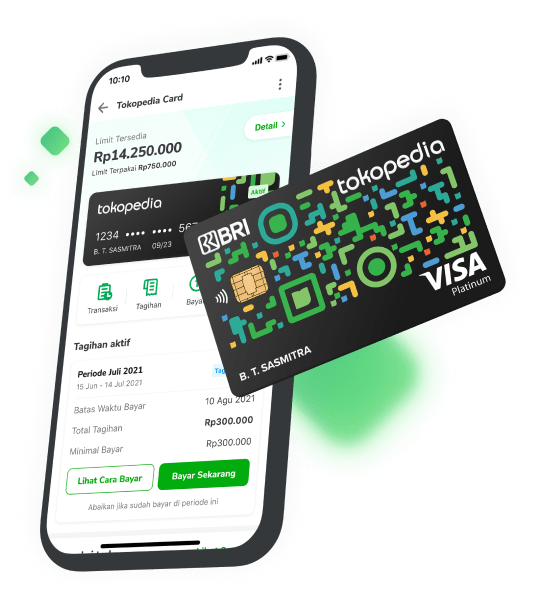 10:10
Tokopedia Card
Limit Tersedia
Rp14.250.000
Detail >
Limit Terpakai Rp750.000
Aktif
tokopedia
1234 •••• •••• 567
B. T. SASMITRA 09/23
Transaksi
Tagihan
Baya
Tagihan aktif
Periode Juli 2021
15 Jun - 14 Jul 2021
Batas Waktu Bayar 10 Agu 2021
Total Tagihan Rp300.000
Minimal Bayar Rp300.000
Lihat Cara Bayar
Bayar Sekarang
Abaikan jika sudah bayar di periode ini
tokopedia
BRI
VISA
Platinum
B. T. SASMITRA